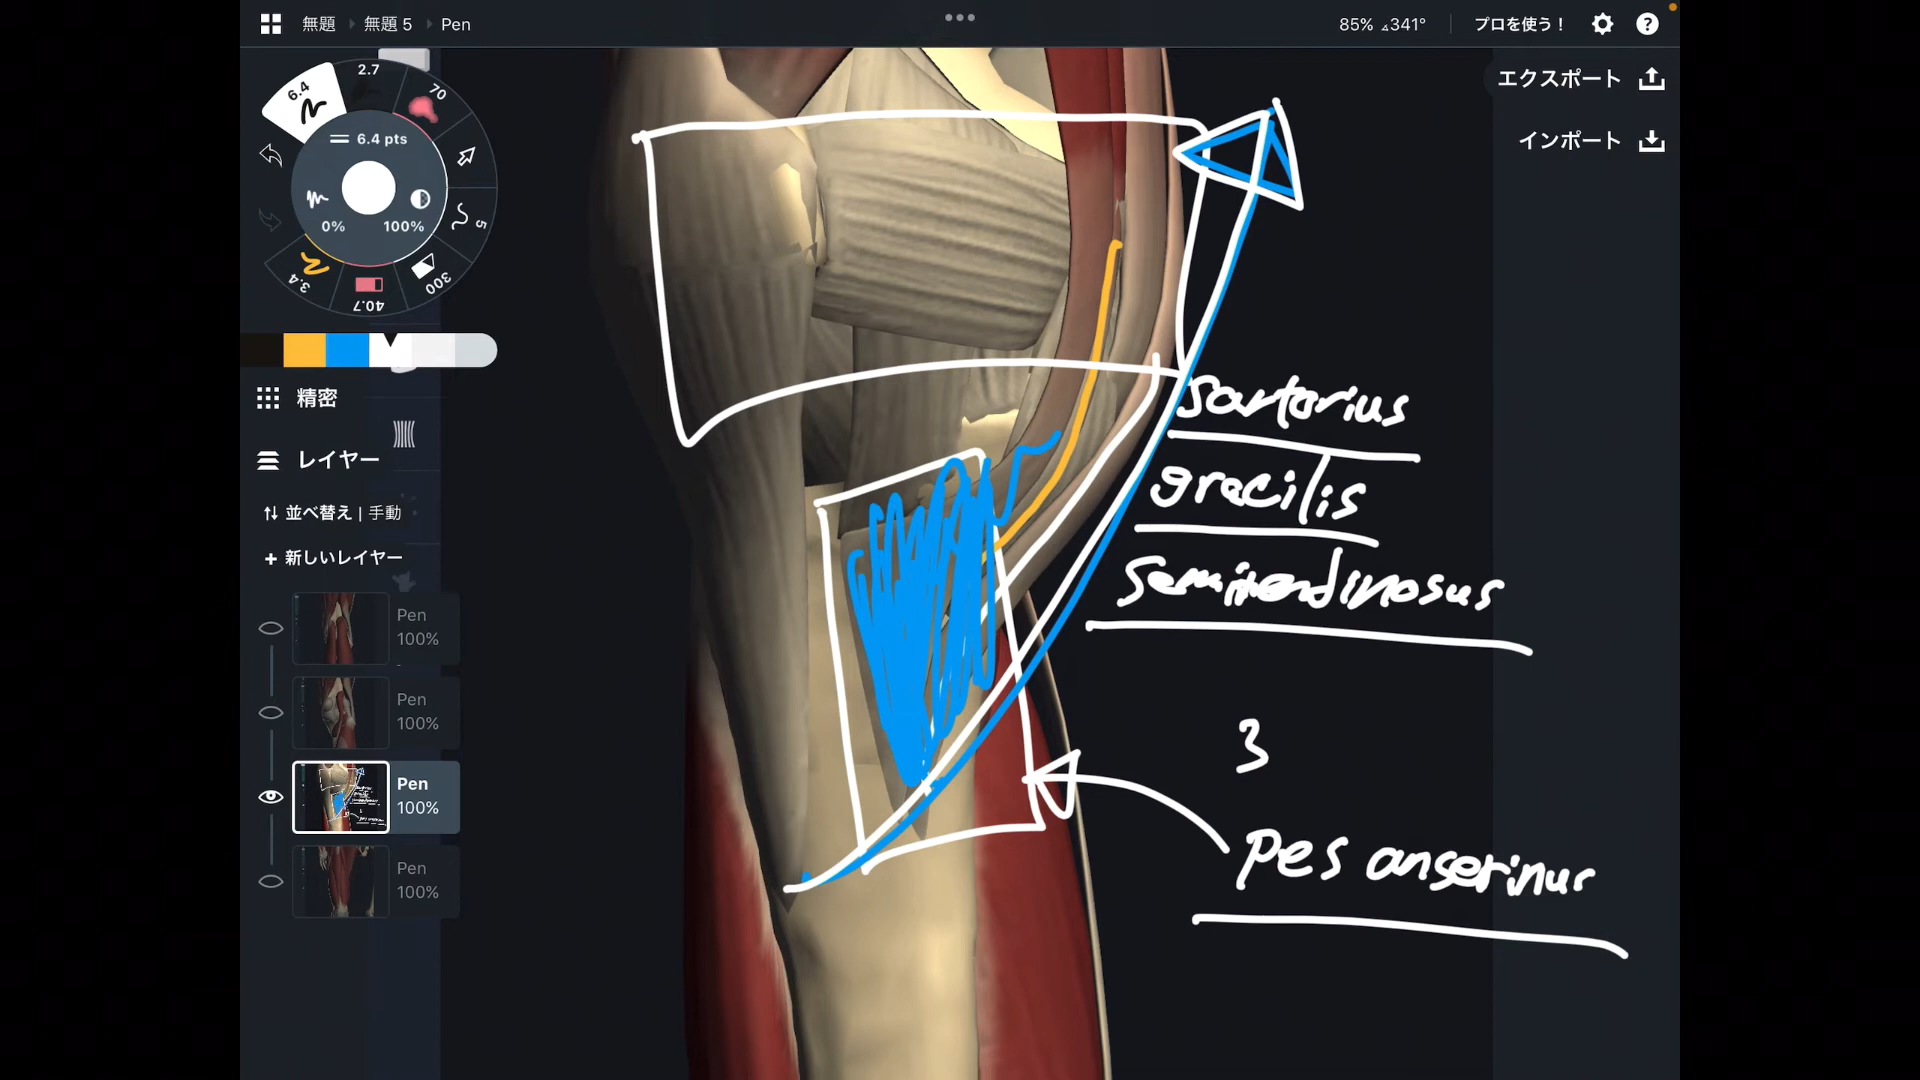 無題 無題 5 Pen
85% ⊿341° プロを使う！
エクスポート
インポート
2.7
6.4
70
6.4 pts
0% 100%
5
3.4
40.7
300
精密
レイヤー
並べ替え | 手動
+ 新しいレイヤー
Pen
100%
Pen
100%
Pen
100%
Pen
100%
sartorius
gracilis
semitendinosus
3
pes anserinus